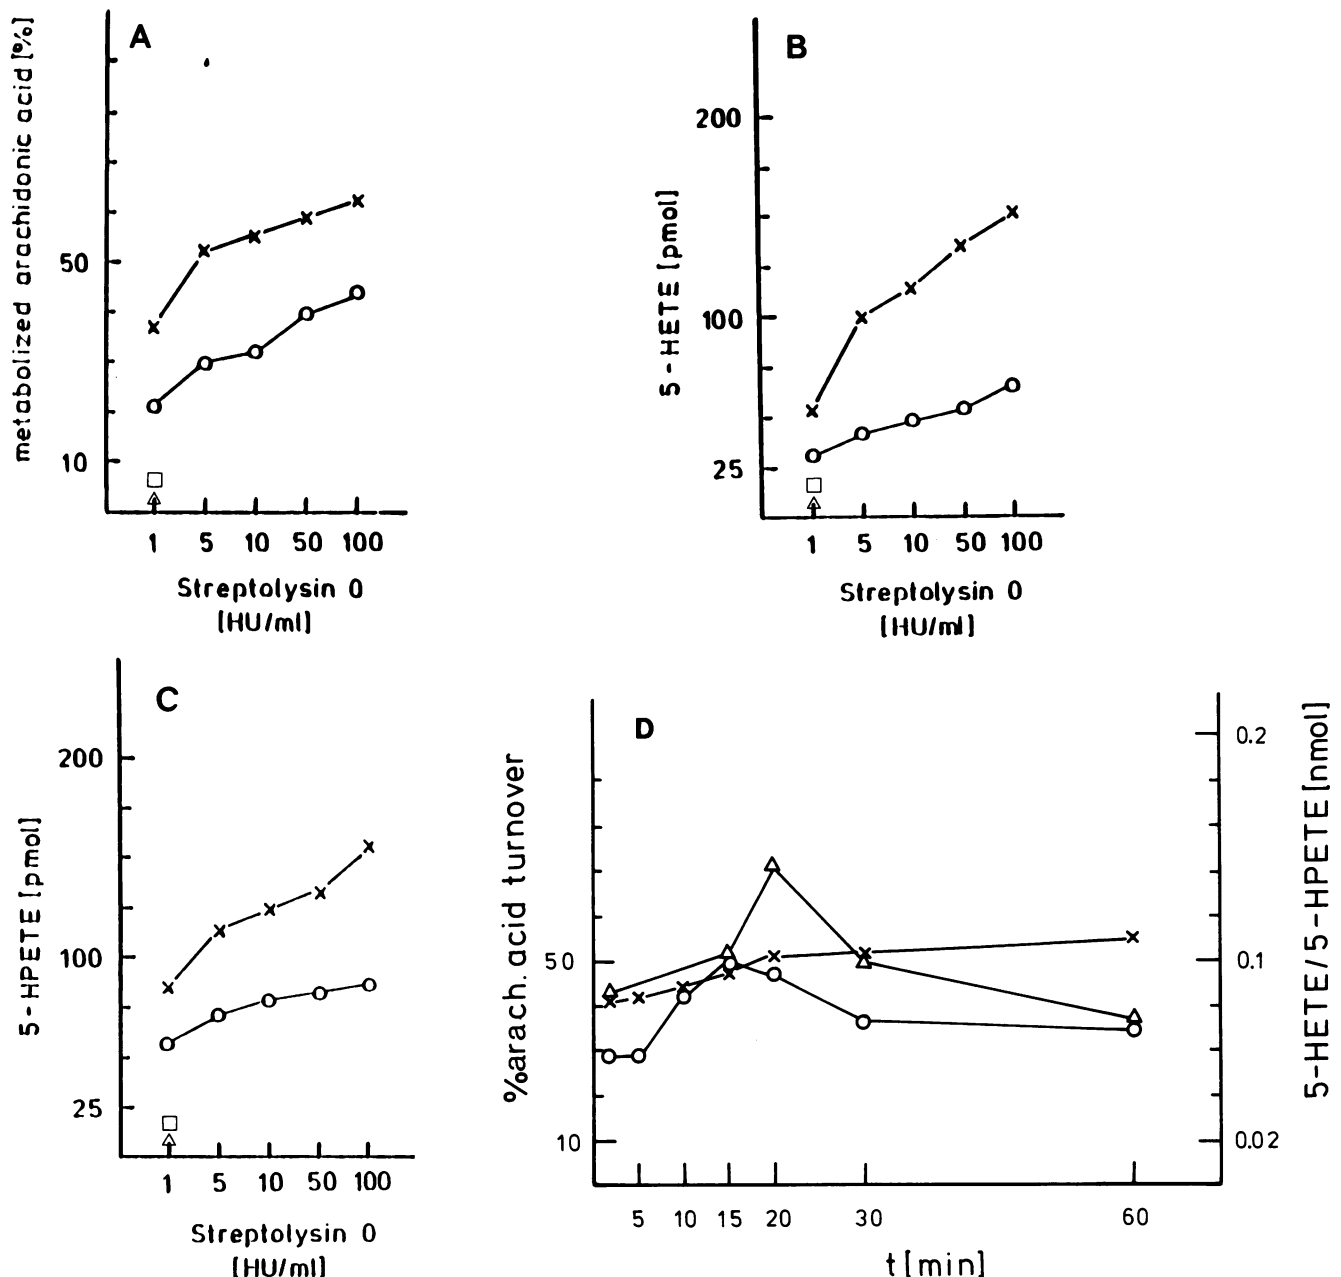 A
metabolized arachidonic acid [%]
50
10
1 5 10 50 100
Streptolysin O
[HU/ml]
B
5-HETE [pmol]
200
100
25
1 5 10 50 100
Streptolysin O
[HU/ml]
C
5-HPETE [pmol]
200
100
25
1 5 10 50 100
Streptolysin O
[HU/ml]
D
%arach. acid turnover
50
10
0.2
0.1
0.02
5-HETE/5-HPETE [nmol]
5 10 15 20 30 60
t [min]